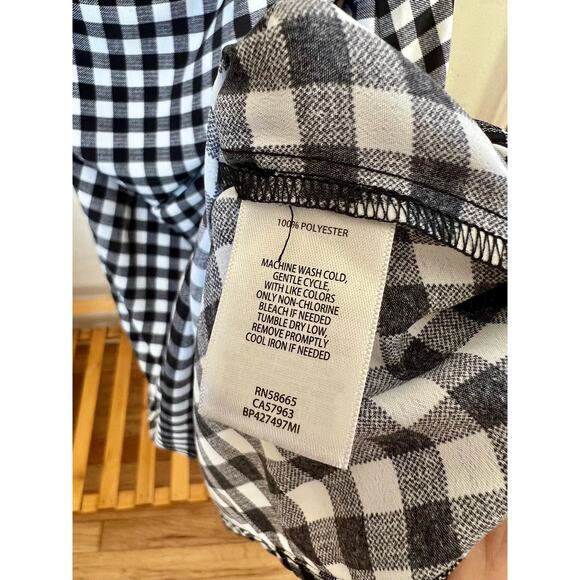 100% POLYESTER
MACHINE WASH COLD,
GENTLE CYCLE,
WITH LIKE COLORS
ONLY NON-CHLORINE
BLEACH IF NEEDED
TUMBLE DRY LOW,
REMOVE PROMPTLY
COOL IRON IF NEEDED
RN58665
CA57963
BP427497MI